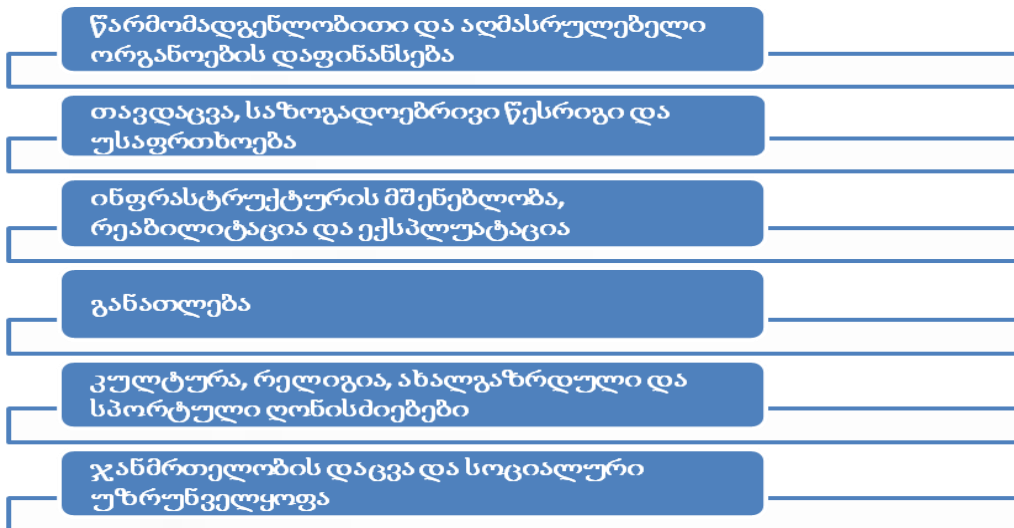 წარმომადგენლობითი და აღმასრულებელი
ორგანოების დაფინანსება
თავდაცვა, საზოგადოებრივი წესრიგი და
უსაფრთხოება
ინფრასტრუქტურის მშენებლობა,
რეაბილიტაცია და ექსპლუატაცია
განათლება
კულტურა, რელიგია, ახალგაზრდული და
სპორტული ღონისძიებები
ჯანმრთელობის დაცვა და სოციალური
უზრუნველყოფა